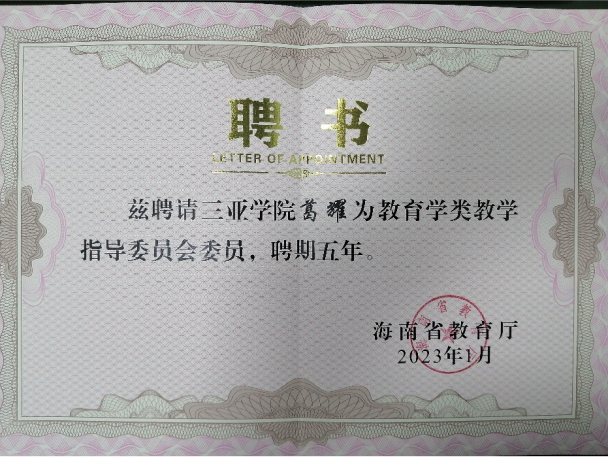 聘书
LETTER OF APPOINTMENT
兹聘请三亚学院葛耀为教育学类教学
指导委员会委员，聘期五年。
海南省教育厅
2023年1月